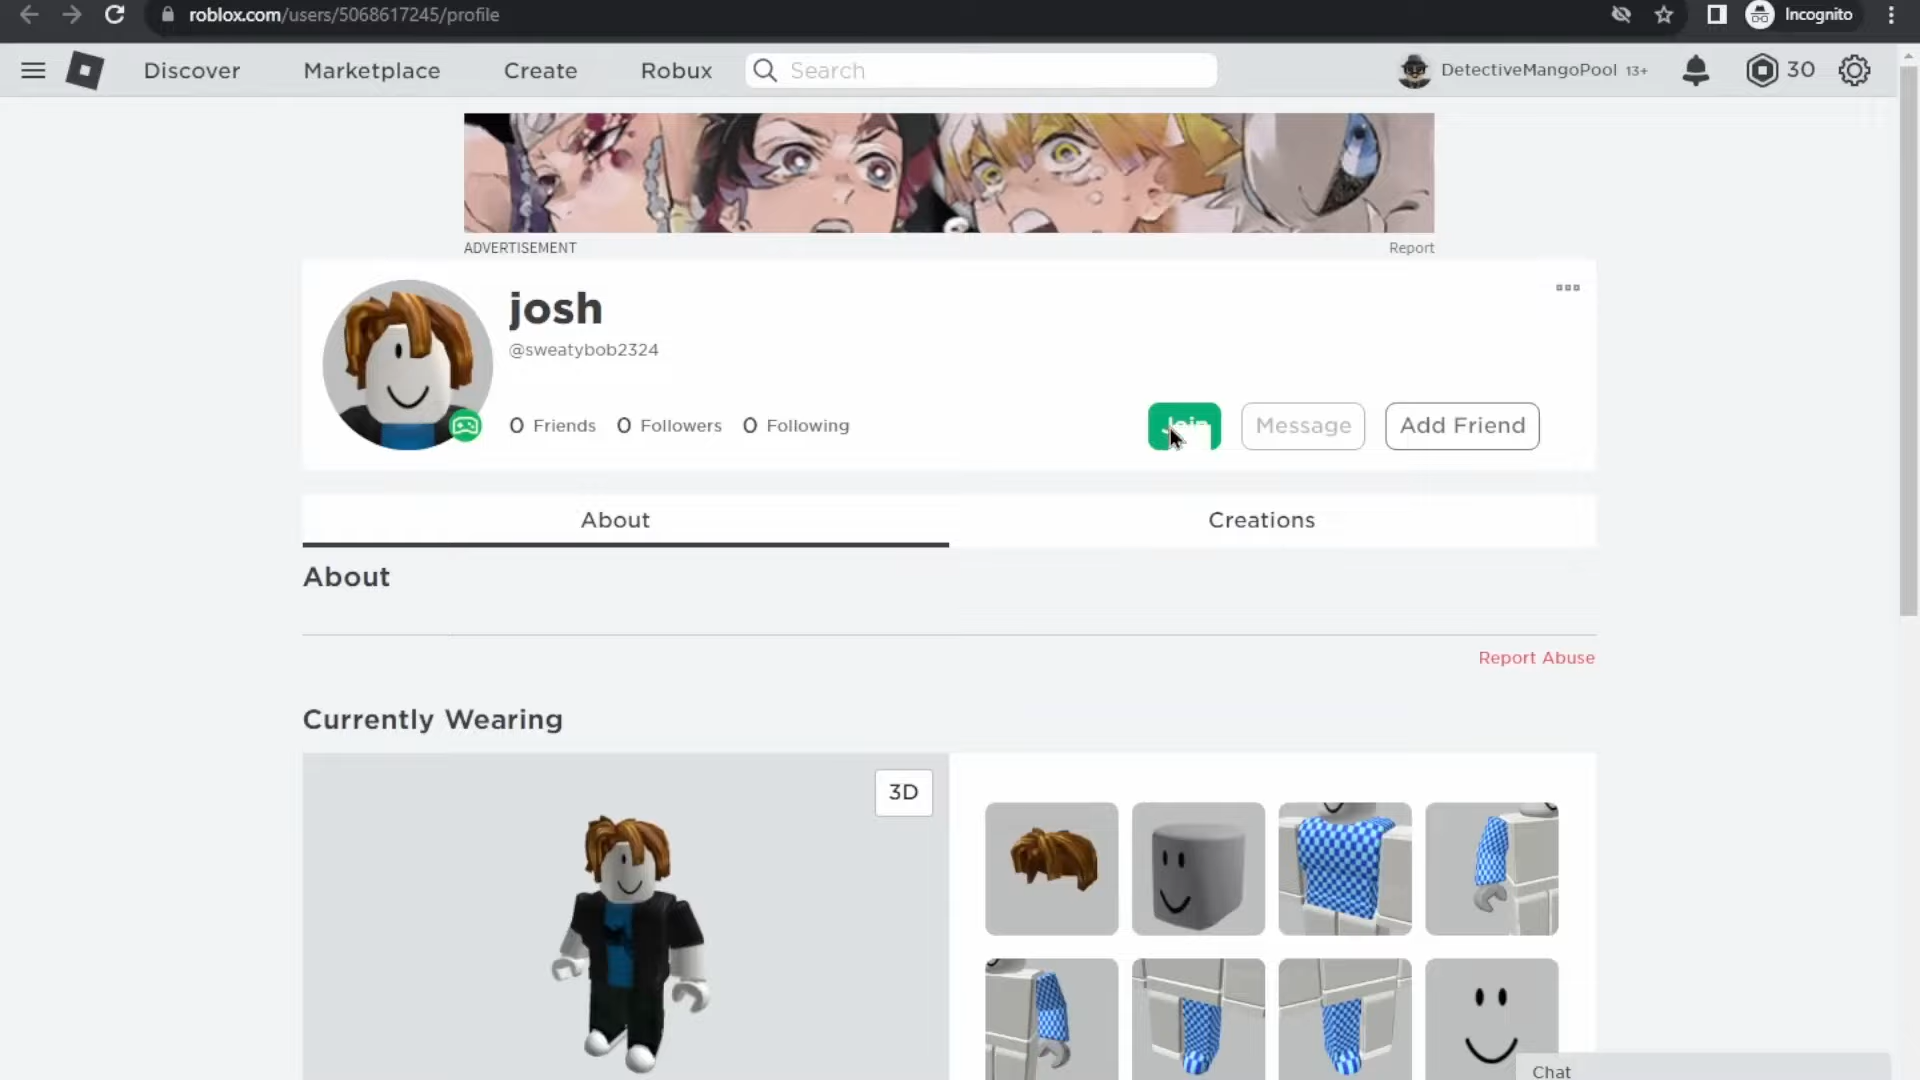 roblox.com/users/5068617245/profile
Incognito
Discover
Marketplace
Create
Robux
Search
DetectiveMangoPool 13+
30
ADVERTISEMENT
Report
josh
@sweatybob2324
0 Friends
0 Followers
0 Following
Join
Message
Add Friend
About
Creations
About
Report Abuse
Currently Wearing
3D
Chat